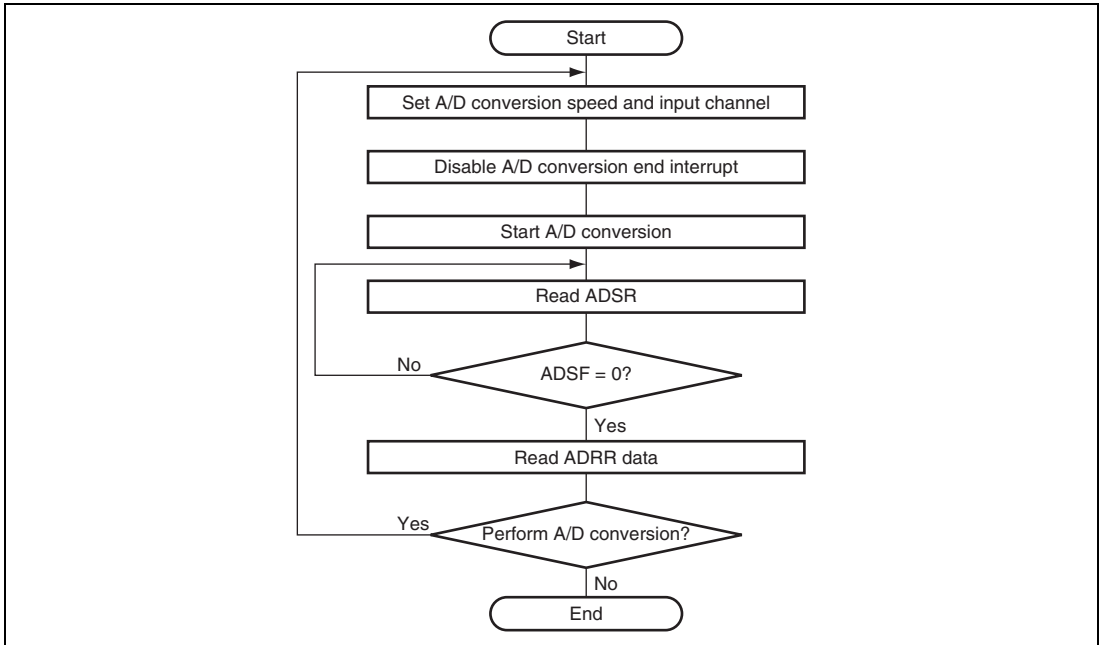 Start
Set A/D conversion speed and input channel
Disable A/D conversion end interrupt
Start A/D conversion
Read ADSR
No
ADSF = 0?
Yes
Read ADRR data
Yes
Perform A/D conversion?
No
End